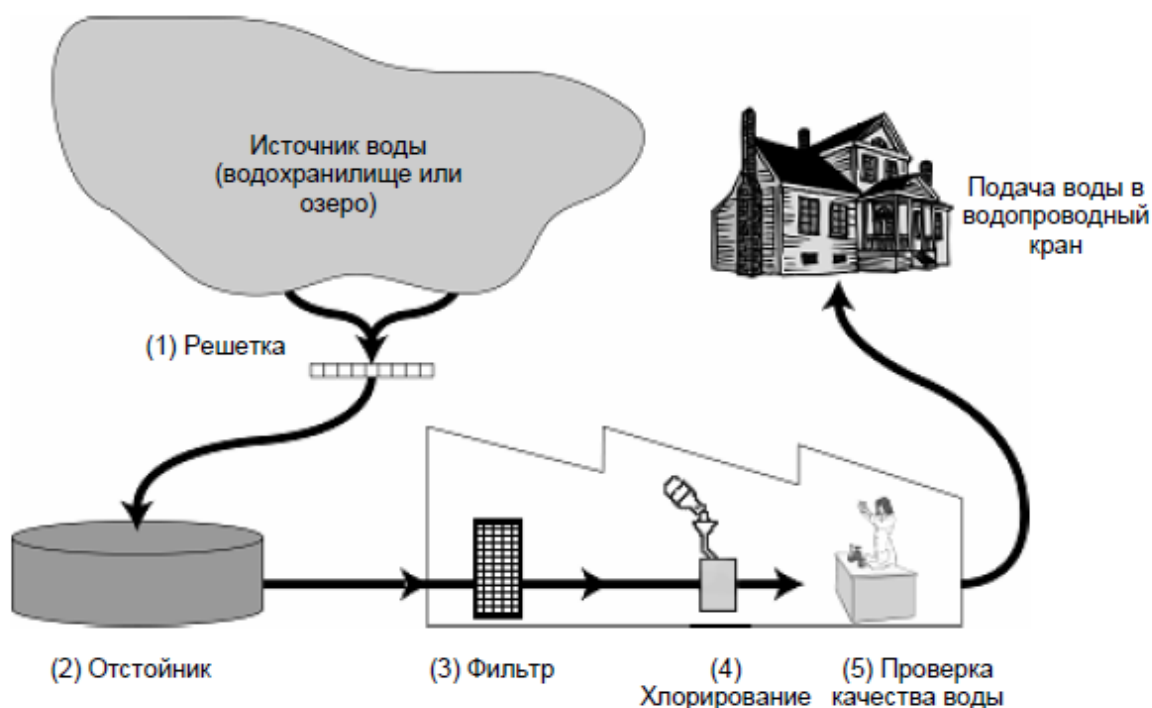 Источник воды
(водохранилище или
озеро)
Подача воды в
водопроводный
кран
(1) Решетка
(2) Отстойник
(3) Фильтр
(4)
Хлорирование
(5) Проверка
качества воды